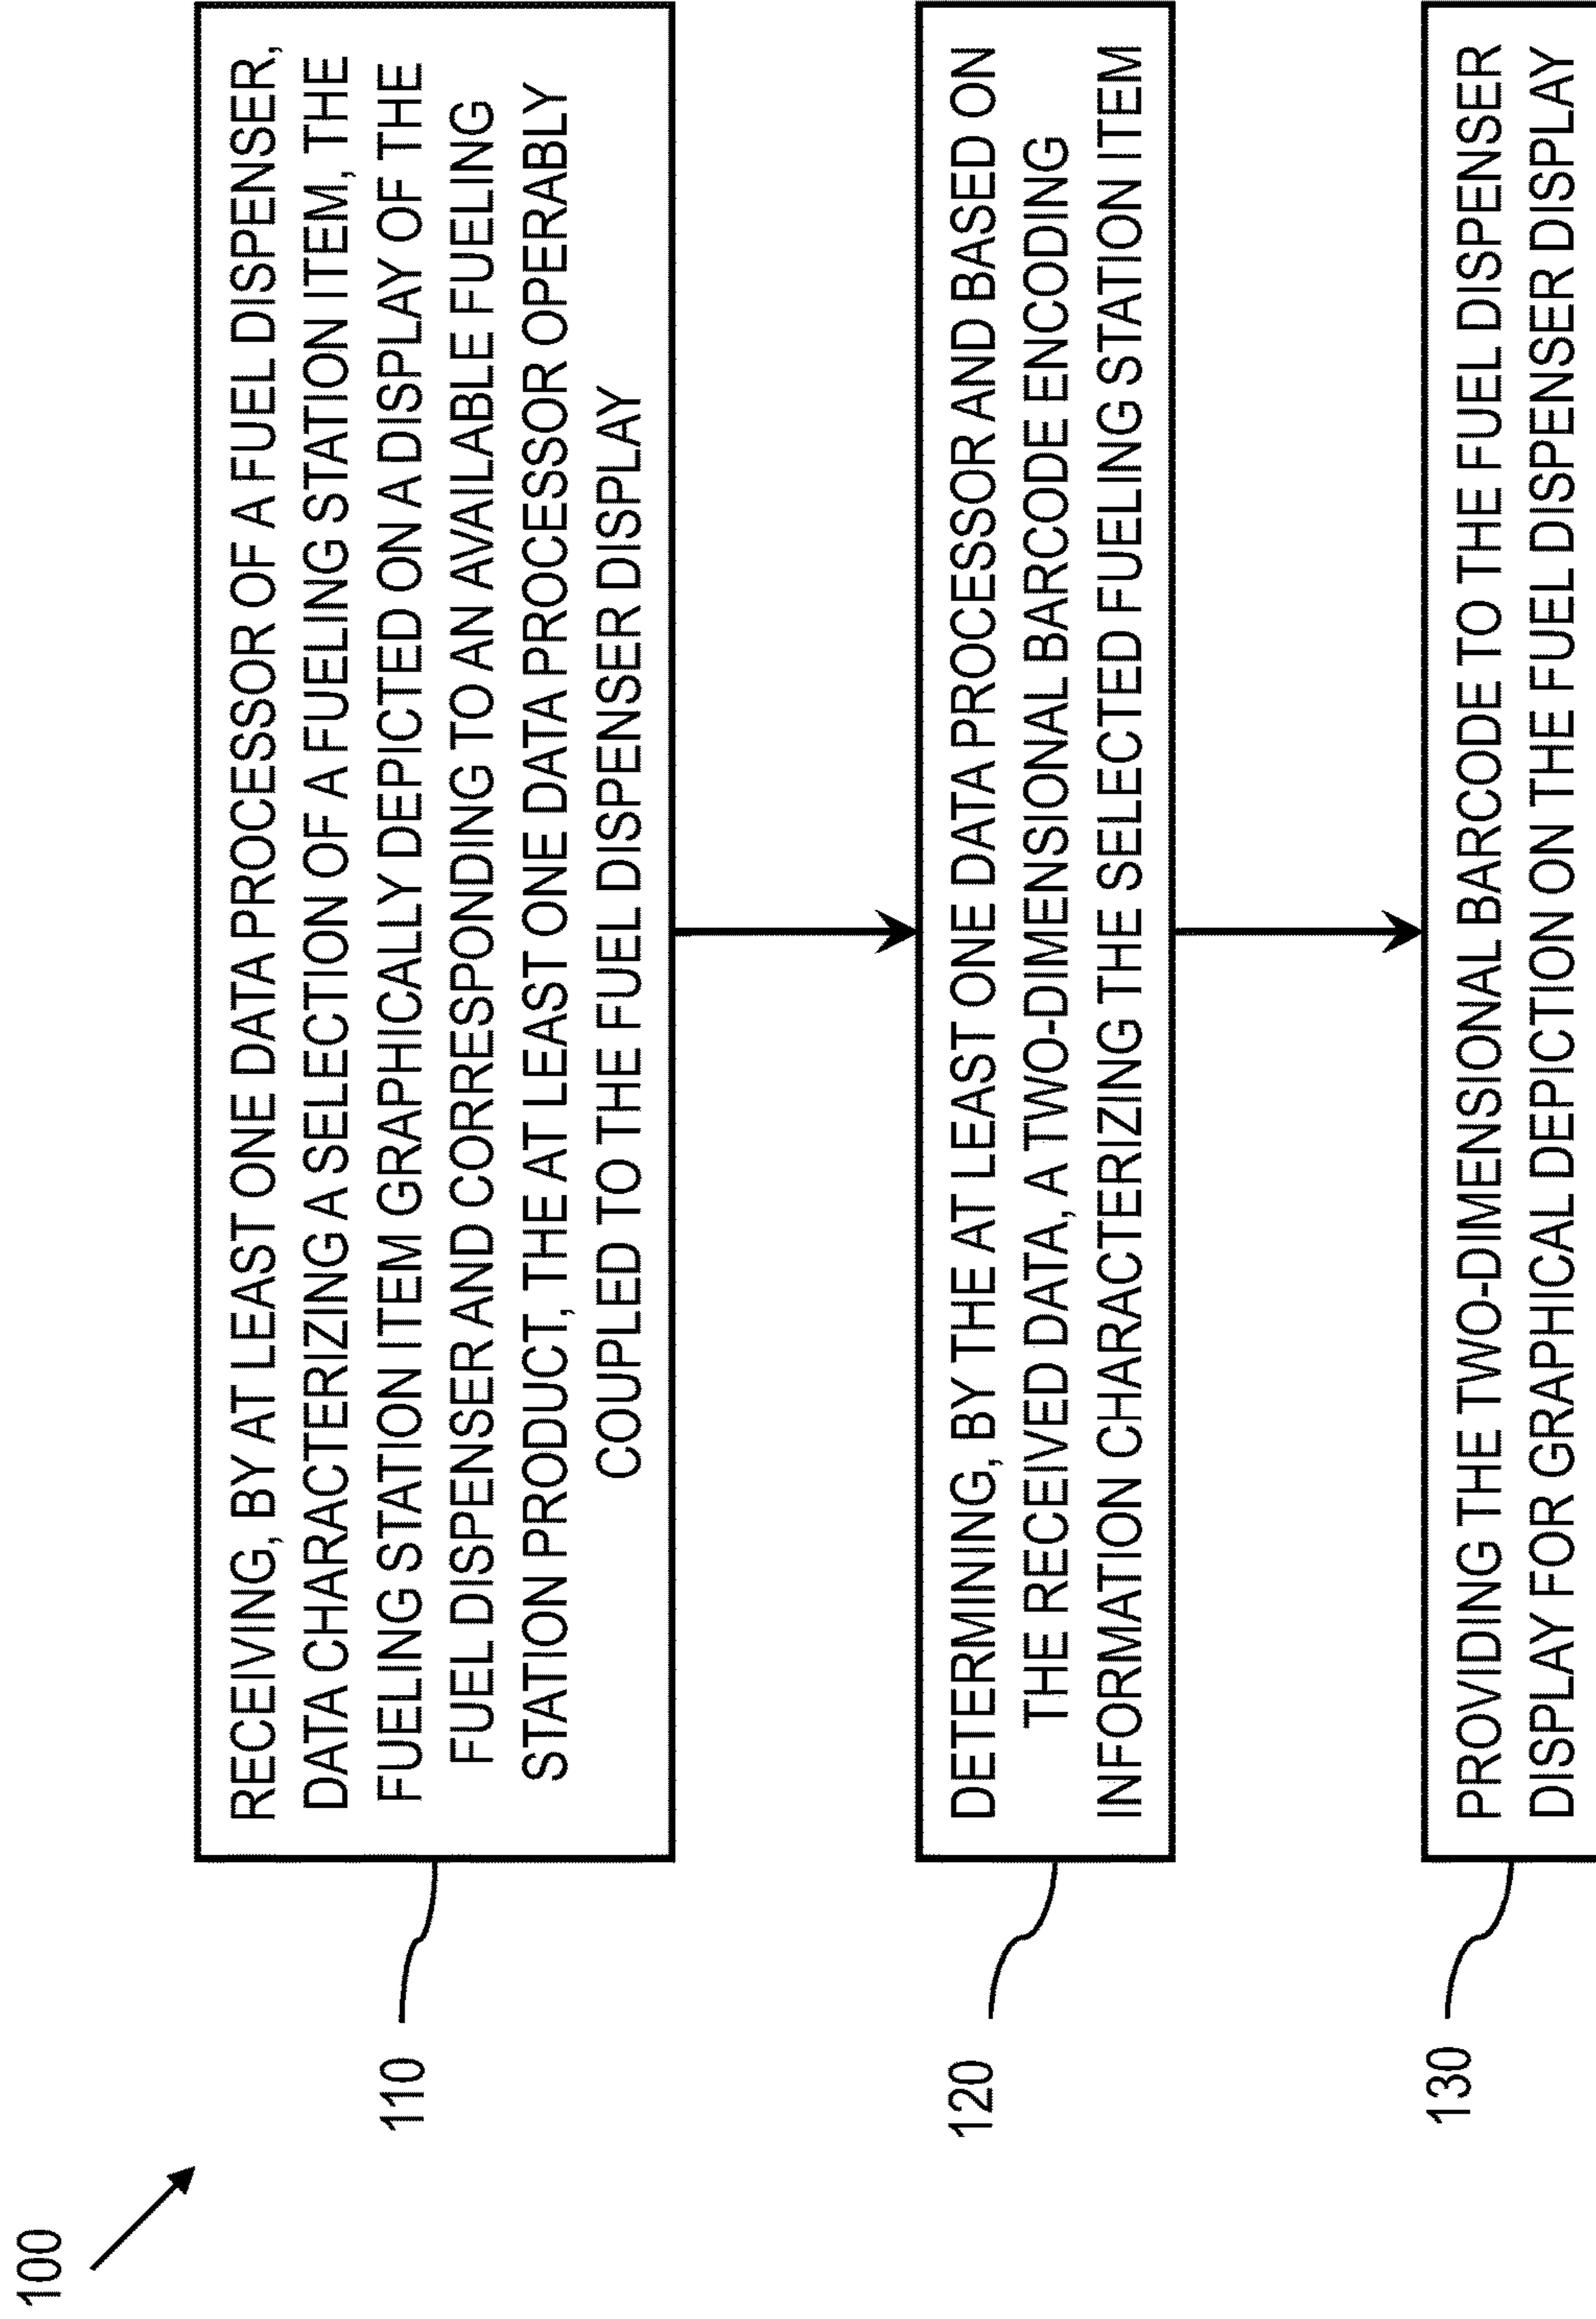 100
110
RECEIVING, BY AT LEAST ONE DATA PROCESSOR OF A FUEL DISPENSER,
DATA CHARACTERIZING A SELECTION OF A FUELING STATION ITEM, THE
FUELING STATION ITEM GRAPHICALLY DEPICTED ON A DISPLAY OF THE
FUEL DISPENSER AND CORRESPONDING TO AN AVAILABLE FUELING
STATION PRODUCT, THE AT LEAST ONE DATA PROCESSOR OPERABLY
COUPLED TO THE FUEL DISPENSER DISPLAY
120
DETERMINING, BY THE AT LEAST ONE DATA PROCESSOR AND BASED ON
THE RECEIVED DATA, A TWO-DIMENSIONAL BARCODE ENCODING
INFORMATION CHARACTERIZING THE SELECTED FUELING STATION ITEM
130
PROVIDING THE TWO-DIMENSIONAL BARCODE TO THE FUEL DISPENSER
DISPLAY FOR GRAPHICAL DEPICTION ON THE FUEL DISPENSER DISPLAY